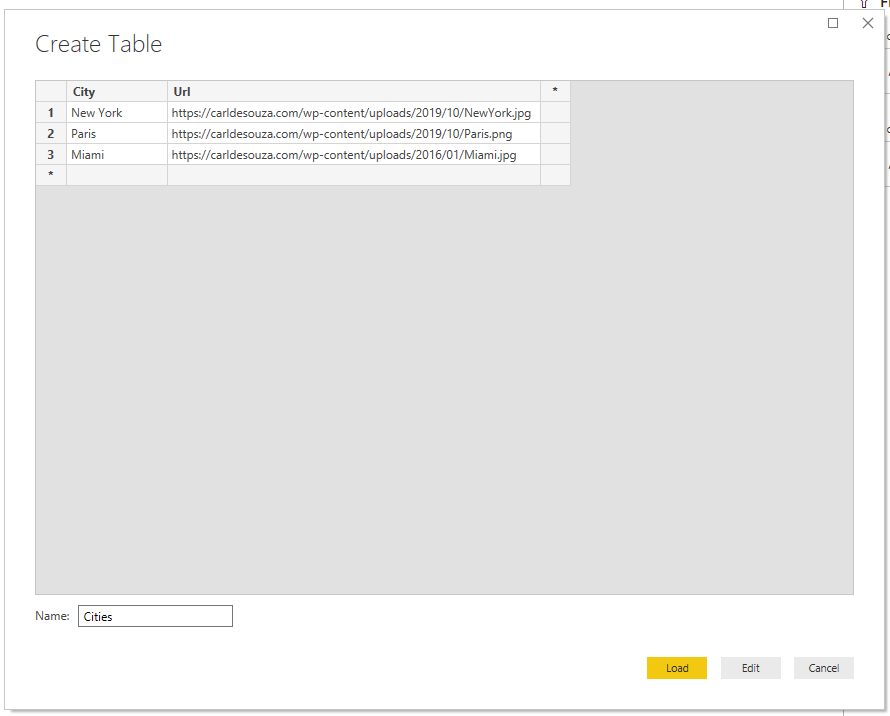 Create Table
City Url *
1 New York https://carldesouza.com/wp-content/uploads/2019/10/NewYork.jpg
2 Paris https://carldesouza.com/wp-content/uploads/2019/10/Paris.png
3 Miami https://carldesouza.com/wp-content/uploads/2016/01/Miami.jpg
*
Name: Cities
Load Edit Cancel